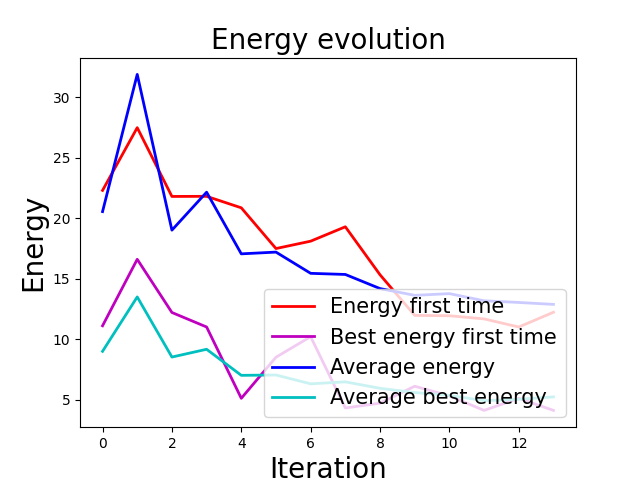 Energy evolution
Energy
30
25
20
15
10
5
Energy first time
Best energy first time
Average energy
Average best energy
0 2 4 6 8 10 12
Iteration